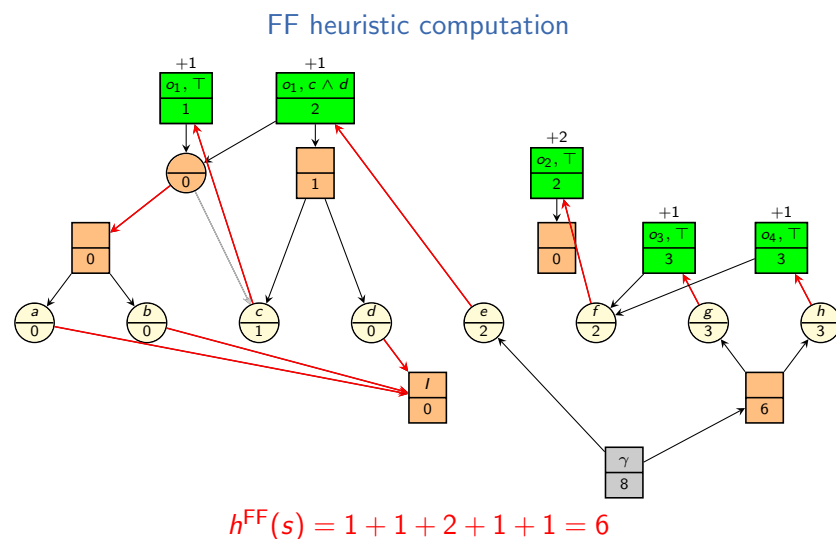 FF heuristic computation
+1 +1
o₁, ⊤ o₁, c ∧ d
1 2
+2
o₂, ⊤
0 1 2
+1 +1
o₃, ⊤ o₄, ⊤
0 0 3 3
a b c d e f g h
0 0 1 0 2 2 3 3
I
0 6
γ
8
h^FF(s) = 1 + 1 + 2 + 1 + 1 = 6